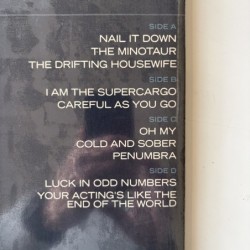 SIDE A
NAIL IT DOWN
THE MINOTAUR
THE DRIFTING HOUSEWIFE
SIDE B
I AM THE SUPERCARGO
CAREFUL AS YOU GO
SIDE C
OH MY
COLD AND SOBER
PENUMBRA
SIDE D
LUCK IN ODD NUMBERS
YOUR ACTING'S LIKE THE
END OF THE WORLD